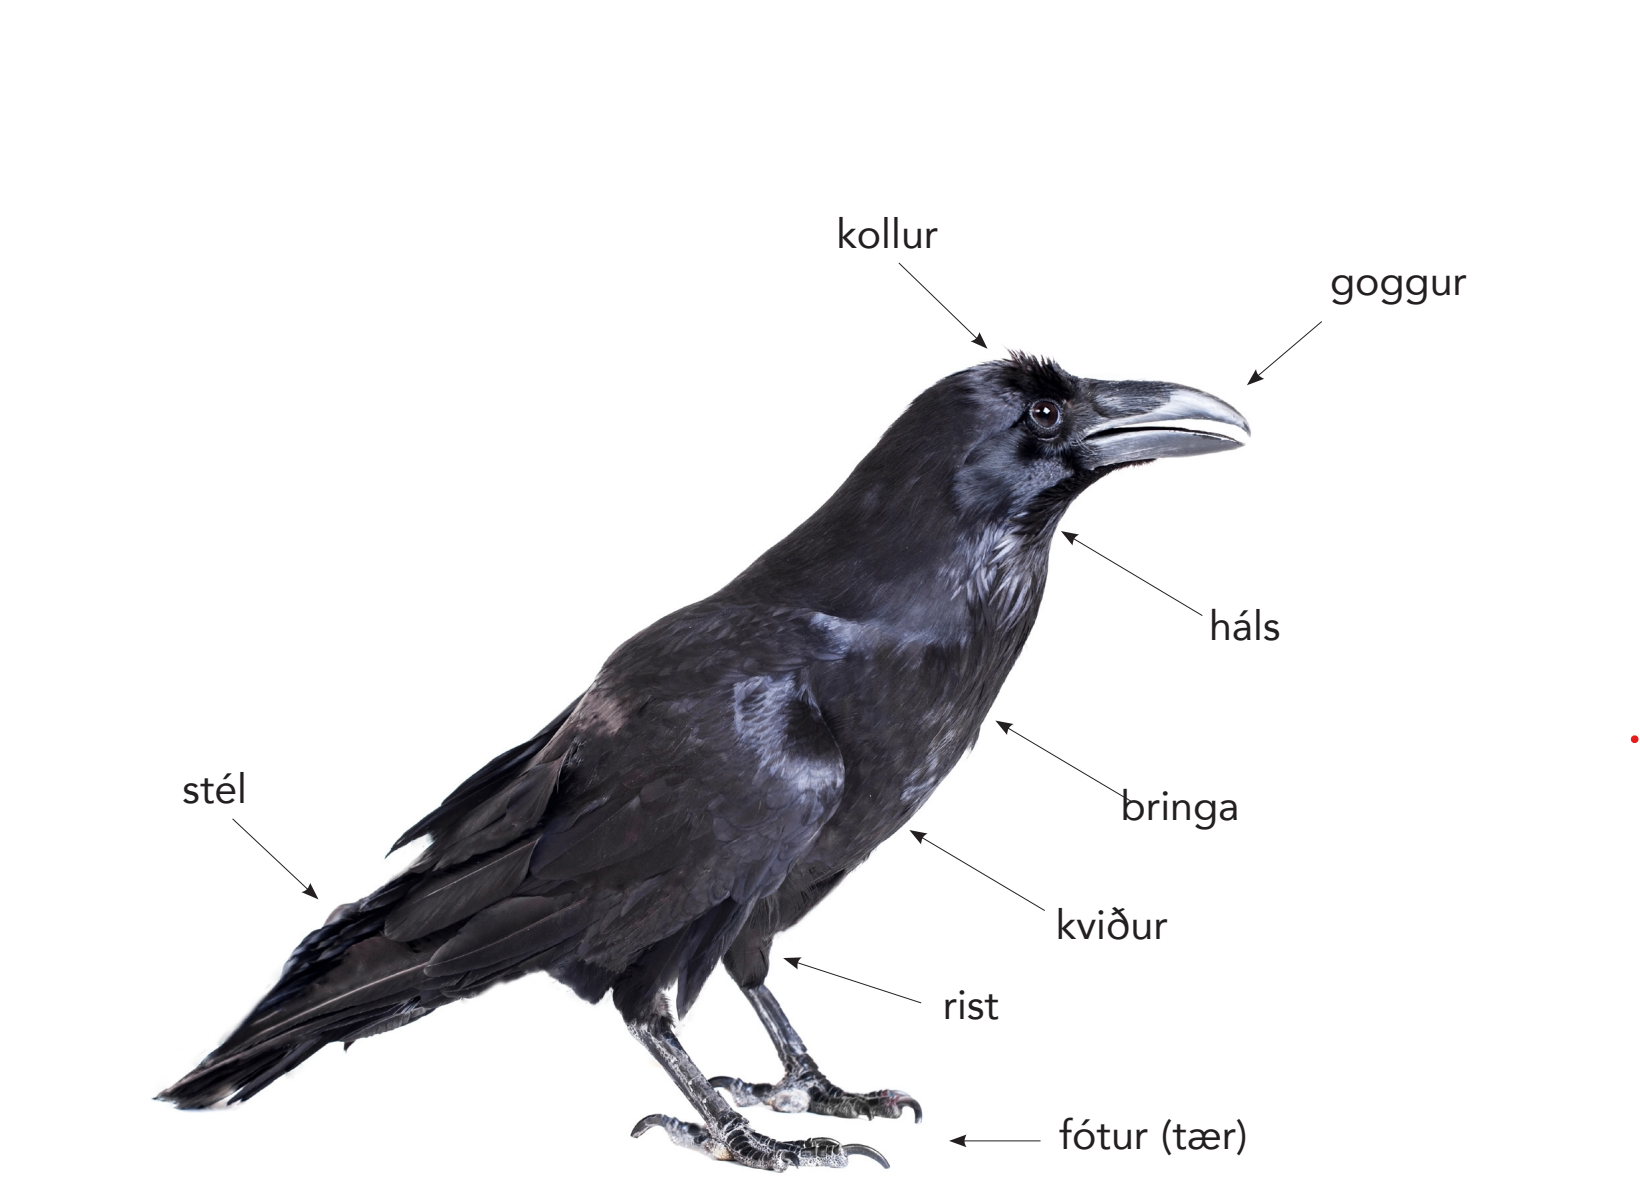 kollur
goggur
háls
stél
bringa
kviður
rist
fótur (tær)